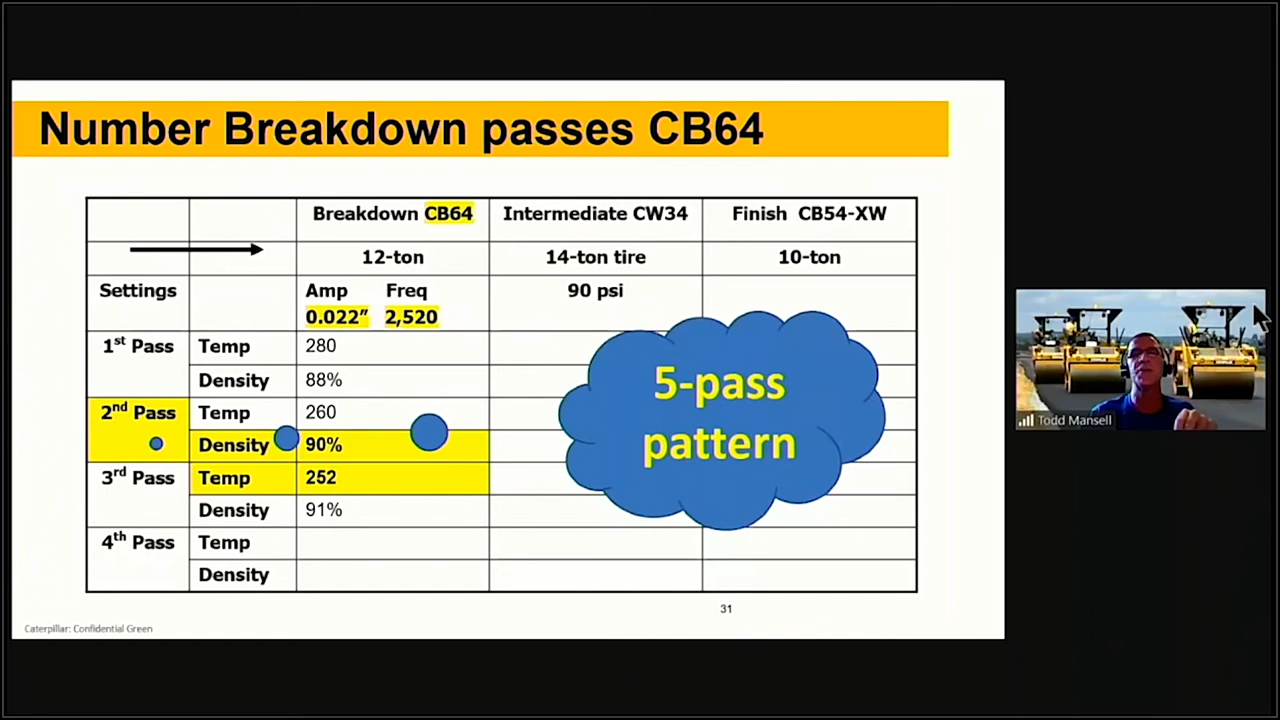 Number Breakdown passes CB64
Breakdown CB64 Intermediate CW34 Finish CB54-XW
12-ton 14-ton tire 10-ton
Settings Amp Freq 90 psi
0.022” 2,520
1st Pass Temp 280
Density 88%
2nd Pass Temp 260
Density 90%
3rd Pass Temp 252
Density 91%
4th Pass Temp
Density
5-pass
pattern
31
Caterpillar: Confidential Green
Todd Mansell